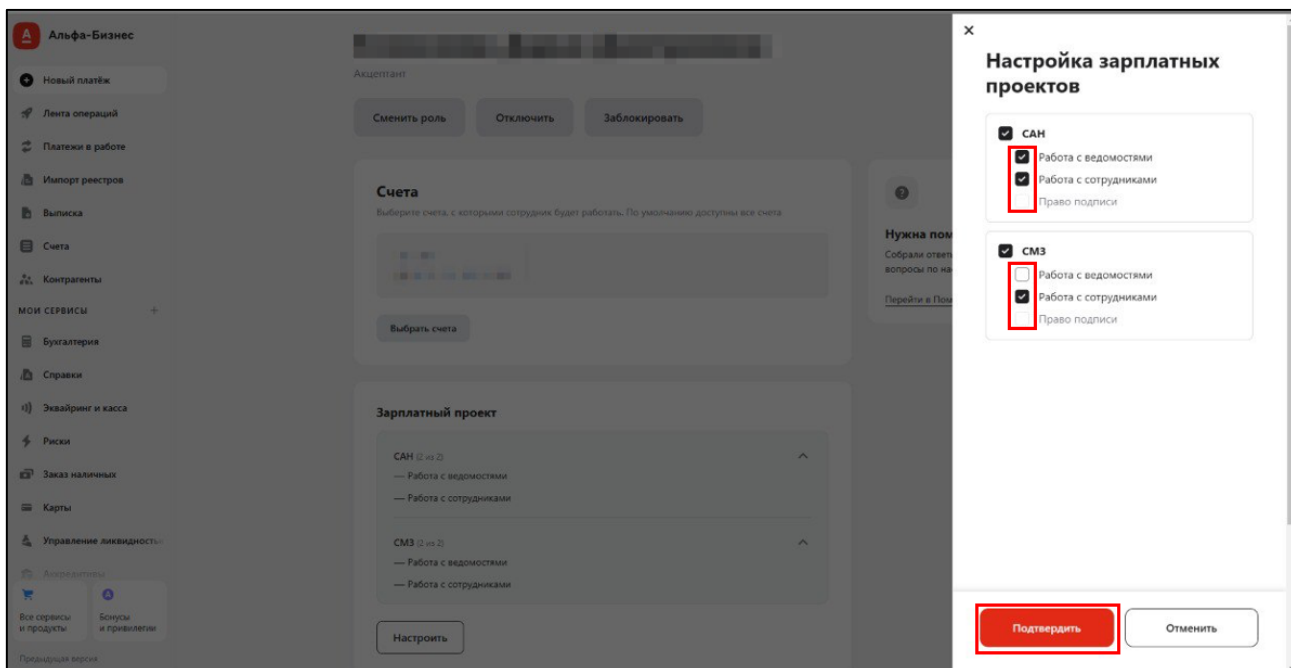 Альфа-Бизнес
Новый платёж
Лента операций
Платежи в работе
Импорт реестров
Выписка
Счета
Контрагенты
МОИ СЕРВИСЫ
Бухгалтерия
Справки
Эквайринг и касса
Риски
Заказ наличных
Карты
Управление ликвидность
Аккредитивы
Все сервисы
и продукты
Бонусы
и привилегии
Предыдущая версия
Акцептант
Сменить роль
Отключить
Заблокировать
Счета
Выберите счета, с которыми сотрудник будет работать. По умолчанию доступны все счета
Выбрать счета
Зарплатный проект
САН (2 из 2)
— Работа с ведомостями
— Работа с сотрудниками
СМЗ (2 из 2)
— Работа с ведомостями
— Работа с сотрудниками
Настроить
Нужна пом
Собрали ответ
вопросы по на
Перейти в Пом
Настройка зарплатных
проектов
САН
Работа с ведомостями
Работа с сотрудниками
Право подписи
СМЗ
Работа с ведомостями
Работа с сотрудниками
Право подписи
Подтвердить
Отменить